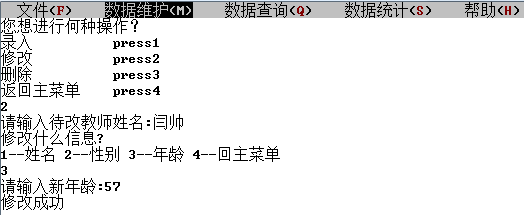 文件(F) 数据维护(M) 数据查询(Q) 数据统计(S) 帮助(H)
您想进行何种操作？
录入 press1
修改 press2
删除 press3
返回主菜单 press4
2
请输入待改教师姓名:闫帅
修改什么信息?
1--姓名 2--性别 3--年龄 4--回主菜单
3
请输入新年龄:57
修改成功